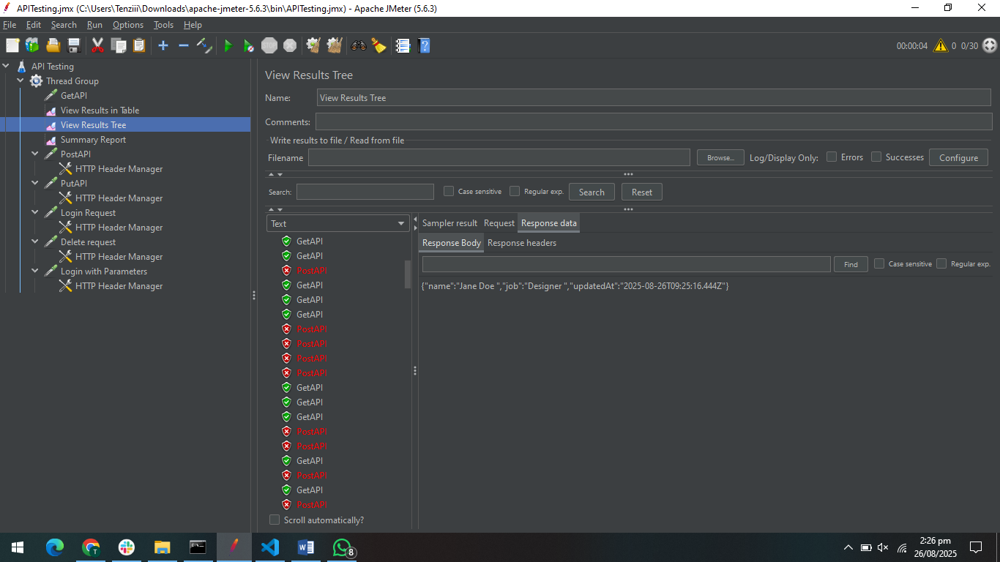 APITesting.jmx (C:\Users\Tenziii\Downloads\apache-jmeter-5.6.3\bin\APITesting.jmx) - Apache JMeter (5.6.3)
File Edit Search Run Options Tools Help
STOP 00:00:04 0 0/30
API Testing
Thread Group
GetAPI
View Results in Table
View Results Tree
Summary Report
PostAPI
HTTP Header Manager
PutAPI
HTTP Header Manager
Login Request
HTTP Header Manager
Delete request
HTTP Header Manager
Login with Parameters
HTTP Header Manager
View Results Tree
Name: View Results Tree
Comments:
Write results to file / Read from file
Filename Browse... Log/Display Only: Errors Successes Configure
Search: Case sensitive Regular exp. Search Reset
Text
GetAPI
GetAPI
PostAPI
GetAPI
GetAPI
GetAPI
PostAPI
PostAPI
PostAPI
PostAPI
GetAPI
GetAPI
GetAPI
PostAPI
PostAPI
GetAPI
PostAPI
GetAPI
PostAPI
Scroll automatically?
Sampler result Request Response data
Response Body Response headers
Find Case sensitive Regular exp.
{"name":"Jane Doe ","job":"Designer ","updatedAt":"2025-08-26T09:25:16.444Z"}
8
2:26 pm
26/08/2025